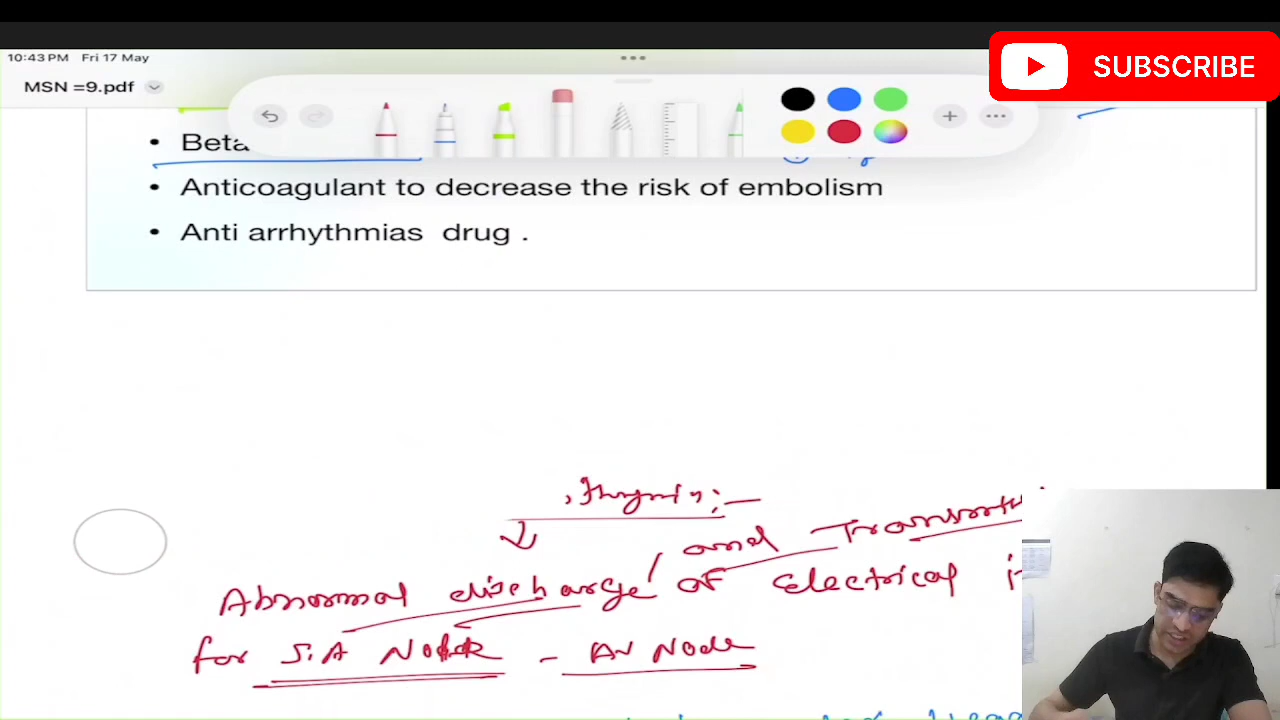 10:43 PM Fri 17 May
SUBSCRIBE
MSN =9.pdf
• Beta
• Anticoagulant to decrease the risk of embolism
• Anti arrhythmias drug .
and
Abnormal discharge of Electrical
for S.A Node - AV Node